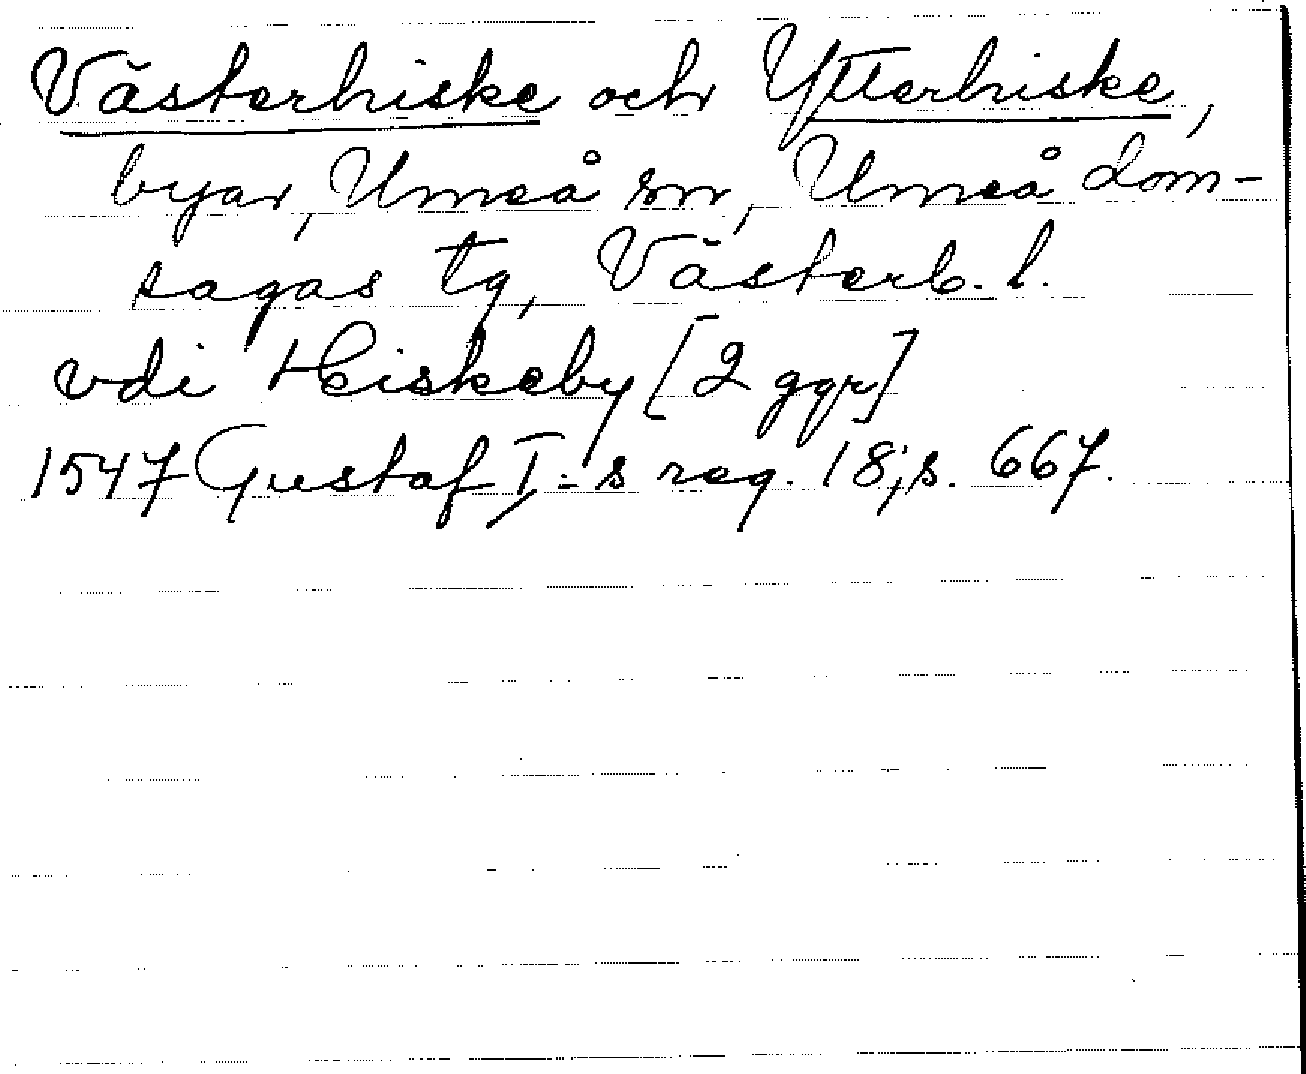 Västerhiske och Ytterhiske,
byar, Umeå sn, Umeå dom-
sagas tg, Västerb. l.
vdi Hiskeby [2 ggr]
1547 Gustaf I:s reg. 18; s. 667.